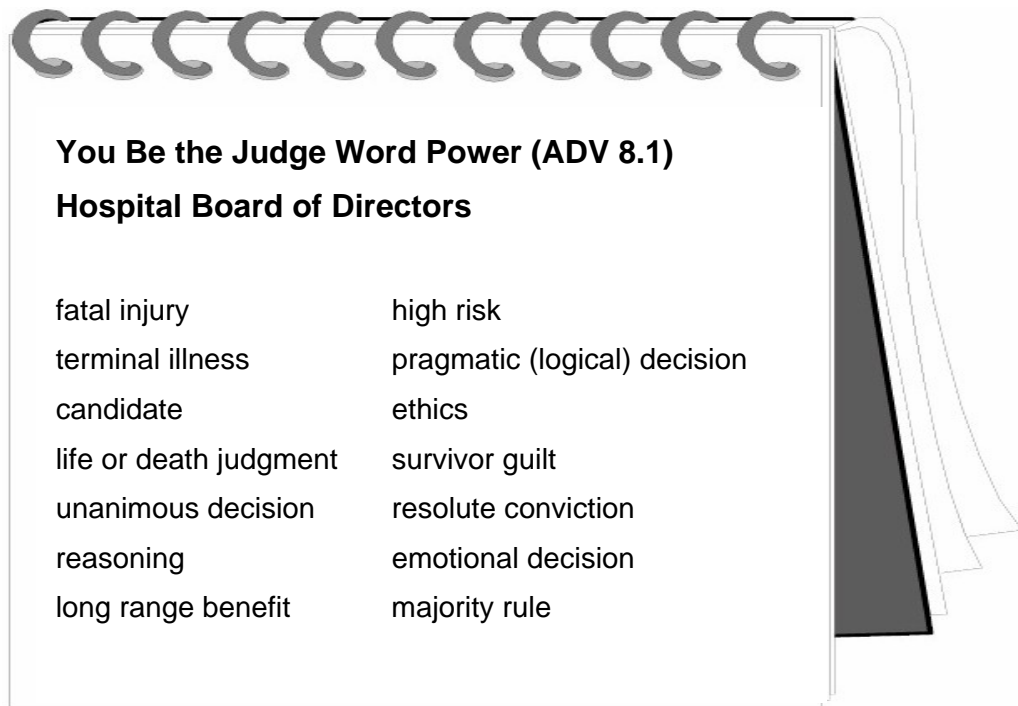 You Be the Judge Word Power (ADV 8.1)
Hospital Board of Directors
fatal injury high risk
terminal illness pragmatic (logical) decision
candidate ethics
life or death judgment survivor guilt
unanimous decision resolute conviction
reasoning emotional decision
long range benefit majority rule